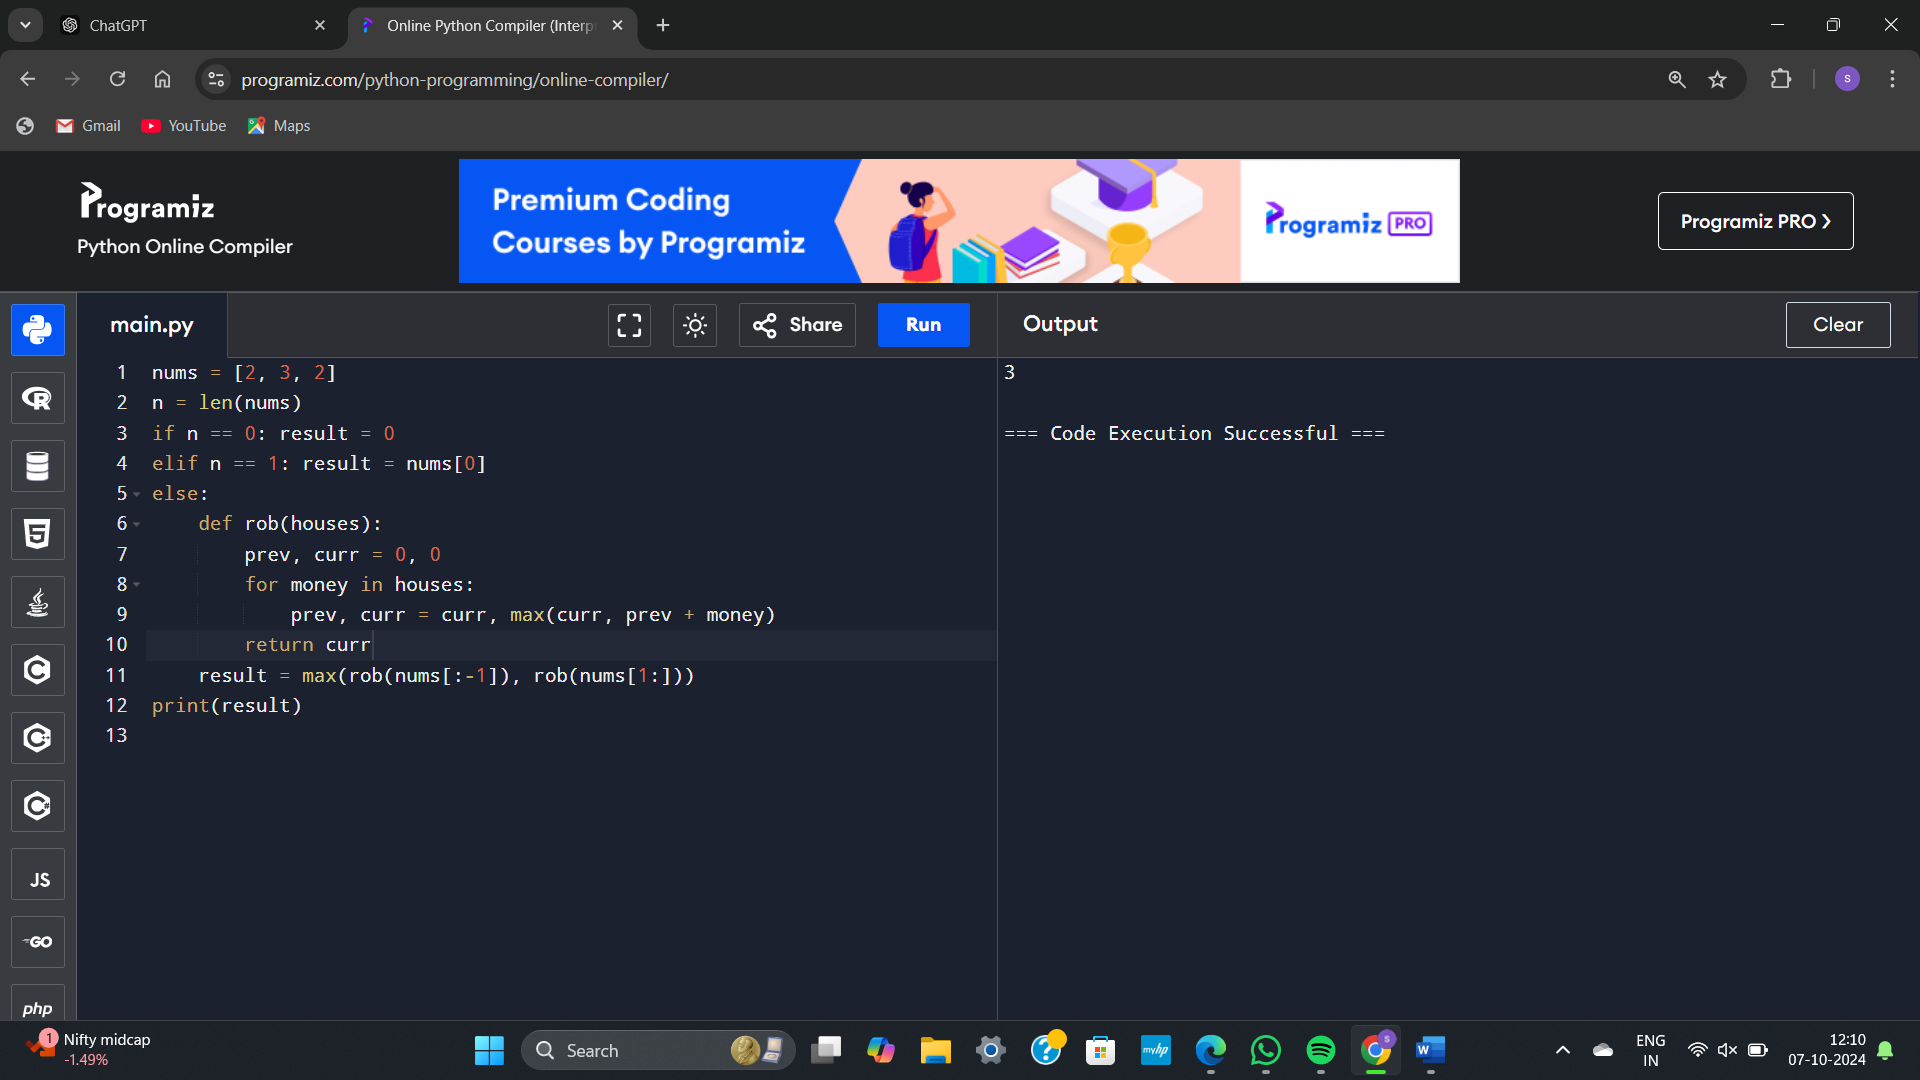 ChatGPT
Online Python Compiler (Interp
programiz.com/python-programming/online-compiler/
S
Gmail
YouTube
Maps
Programiz
Python Online Compiler
Premium Coding
Courses by Programiz
Programiz PRO
Programiz PRO ❯
main.py
Share
Run
Output
Clear
1 nums = [2, 3, 2]
2 n = len(nums)
3 if n == 0: result = 0
4 elif n == 1: result = nums[0]
5 else:
6 def rob(houses):
7 prev, curr = 0, 0
8 for money in houses:
9 prev, curr = curr, max(curr, prev + money)
10 return curr
11 result = max(rob(nums[:-1]), rob(nums[1:]))
12 print(result)
13
3
=== Code Execution Successful ===
R
5
C
C++
C#
JS
GO
php
1
Nifty midcap
-1.49%
Search
myhp
S
W
ENG
IN
12:10
07-10-2024